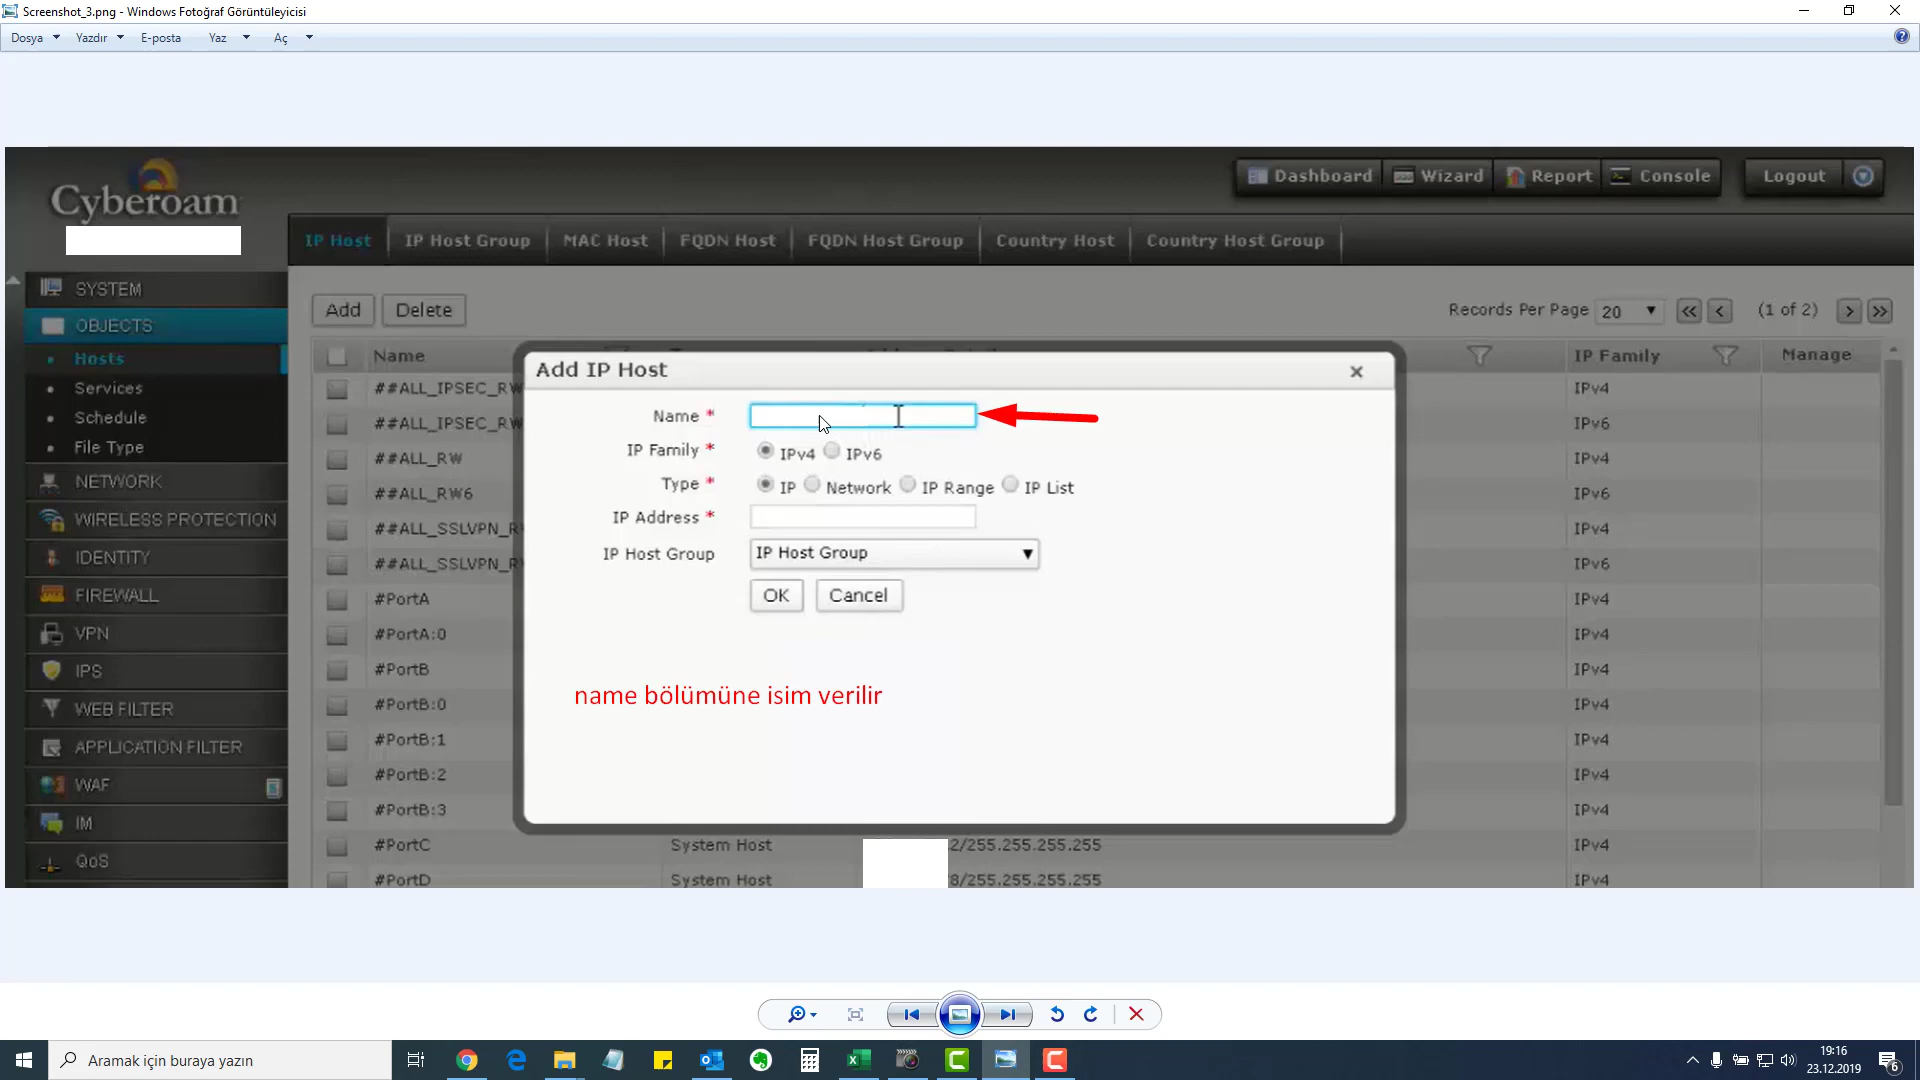 Screenshot_3.png - Windows Fotoğraf Görüntüleyicisi
Dosya Yazdır E-posta Yaz Aç
Cyberoam
Dashboard Wizard Report Console Logout
IP Host IP Host Group MAC Host FQDN Host FQDN Host Group Country Host Country Host Group
SYSTEM
OBJECTS
Hosts
Services
Schedule
File Type
NETWORK
WIRELESS PROTECTION
IDENTITY
FIREWALL
VPN
IPS
WEB FILTER
APPLICATION FILTER
WAF
IM
QoS
Add Delete Records Per Page 20 (1 of 2)
Name IP Family Manage
##ALL_IPSEC_RW IPv4
##ALL_IPSEC_RW IPv6
##ALL_RW IPv4
##ALL_RW6 IPv6
##ALL_SSLVPN_R IPv4
##ALL_SSLVPN_R IPv6
#PortA IPv4
#PortA:0 IPv4
#PortB IPv4
#PortB:0 IPv4
#PortB:1 IPv4
#PortB:2 IPv4
#PortB:3 IPv4
#PortC System Host 2/255.255.255.255 IPv4
#PortD System Host 8/255.255.255.255 IPv4
Add IP Host
Name *
IP Family * IPv4 IPv6
Type * IP Network IP Range IP List
IP Address *
IP Host Group IP Host Group
OK Cancel
name bölümüne isim verilir
Aramak için buraya yazın
19:16
23.12.2019
6